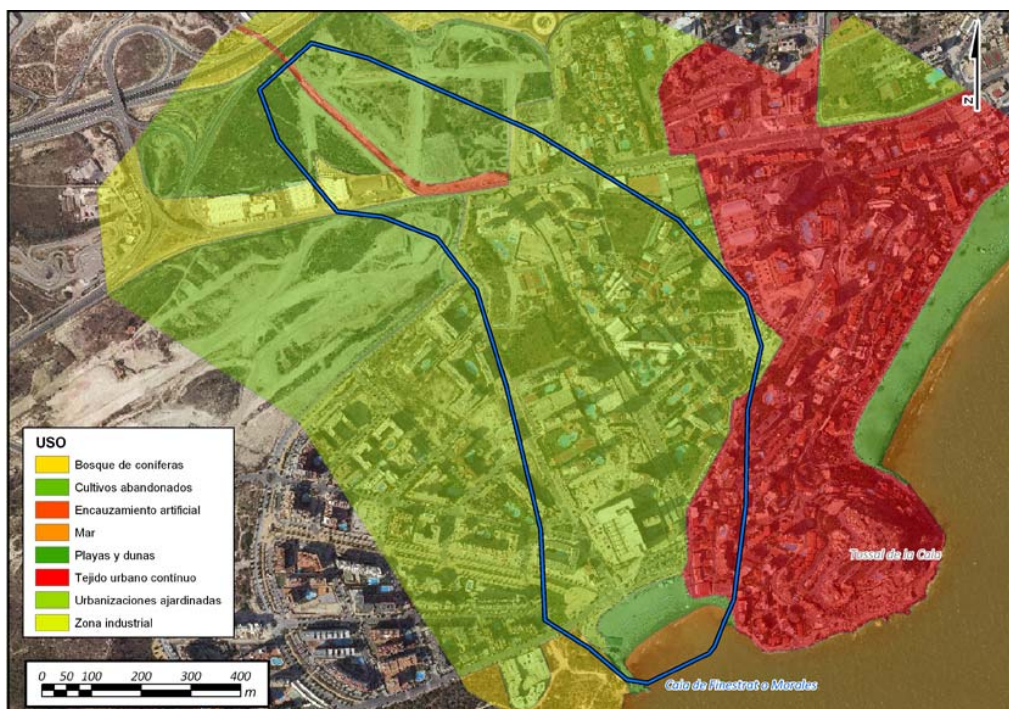 N
USO
Bosque de coníferas
Cultivos abandonados
Encauzamiento artificial
Mar
Playas y dunas
Tejido urbano contínuo
Urbanizaciones ajardinadas
Zona industrial
0 50 100 200 300 400
m
Tossal de la Cala
Cala de Finestrat o Morales